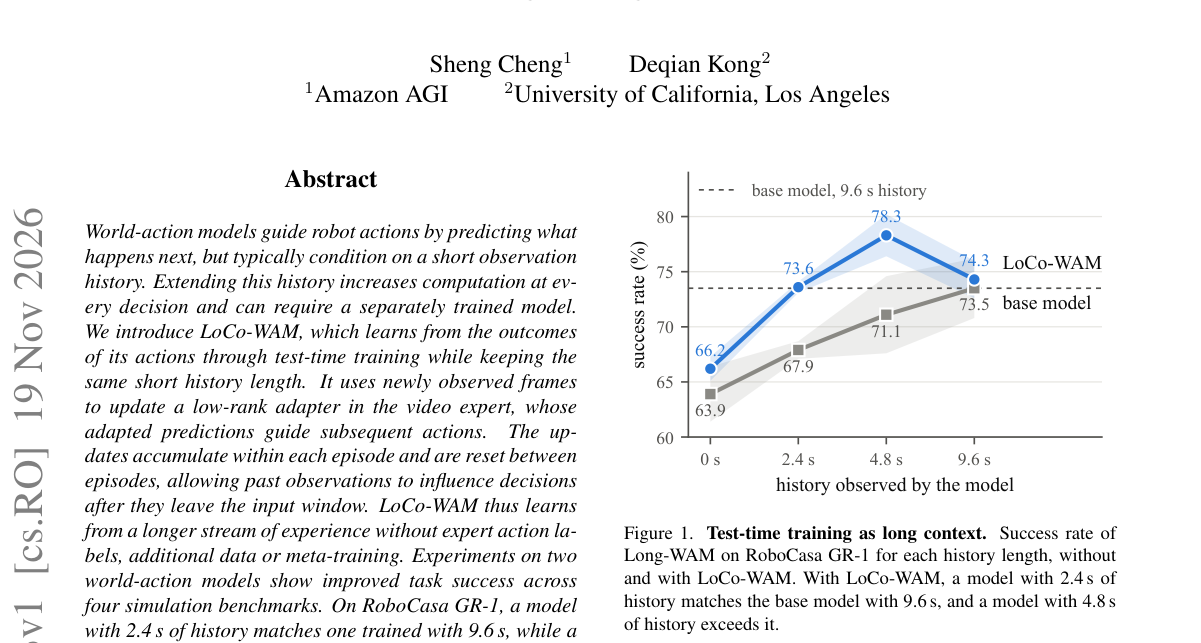 Sheng Cheng¹ Deqian Kong²
¹Amazon AGI ²University of California, Los Angeles
[cs.RO] 19 Nov 2026
Abstract
World-action models guide robot actions by predicting what
happens next, but typically condition on a short observation
history. Extending this history increases computation at ev-
ery decision and can require a separately trained model.
We introduce LoCo-WAM, which learns from the outcomes
of its actions through test-time training while keeping the
same short history length. It uses newly observed frames
to update a low-rank adapter in the video expert, whose
adapted predictions guide subsequent actions. The up-
dates accumulate within each episode and are reset between
episodes, allowing past observations to influence decisions
after they leave the input window. LoCo-WAM thus learns
from a longer stream of experience without expert action la-
bels, additional data or meta-training. Experiments on two
world-action models show improved task success across
four simulation benchmarks. On RoboCasa GR-1, a model
with 2.4 s of history matches one trained with 9.6 s, while a
base model, 9.6 s history
success rate (%)
80
75
70
65
60
66.2
73.6
78.3
74.3
LoCo-WAM
63.9
67.9
71.1
73.5
base model
0 s 2.4 s 4.8 s 9.6 s
history observed by the model
Figure 1. Test-time training as long context. Success rate of
Long-WAM on RoboCasa GR-1 for each history length, without
and with LoCo-WAM. With LoCo-WAM, a model with 2.4 s of
history matches the base model with 9.6 s, and a model with 4.8 s
of history exceeds it.